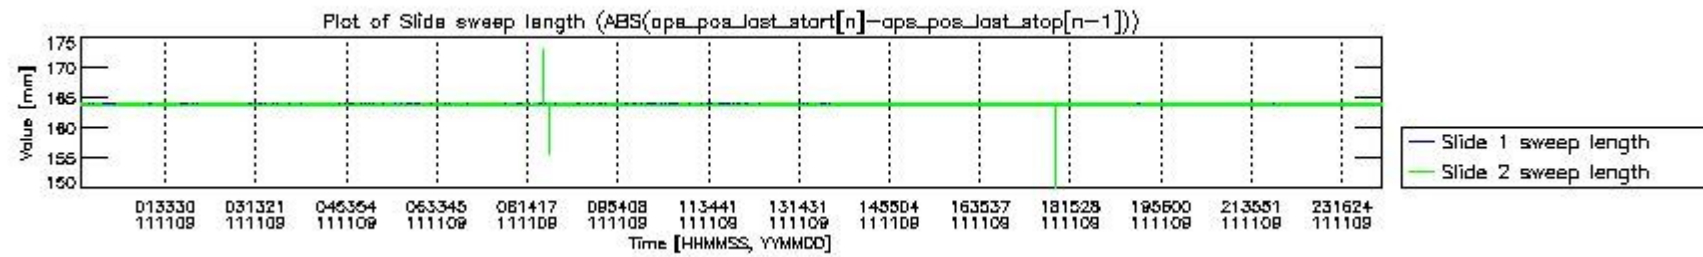 Plot of Slide sweep length (ABS(aps_pos_last_start[n]-aps_pos_last_stop[n-1]))
175
170
165
160
155
150
Value [mm]
Slide 1 sweep length
Slide 2 sweep length
013330 031321 045354 063345 081417 095408 113441 131431 145504 163537 181528 195600 213551 231624
111109 111109 111109 111109 111109 111109 111109 111109 111109 111109 111109 111109 111109 111109
Time [HHMMSS, YYMMDD]